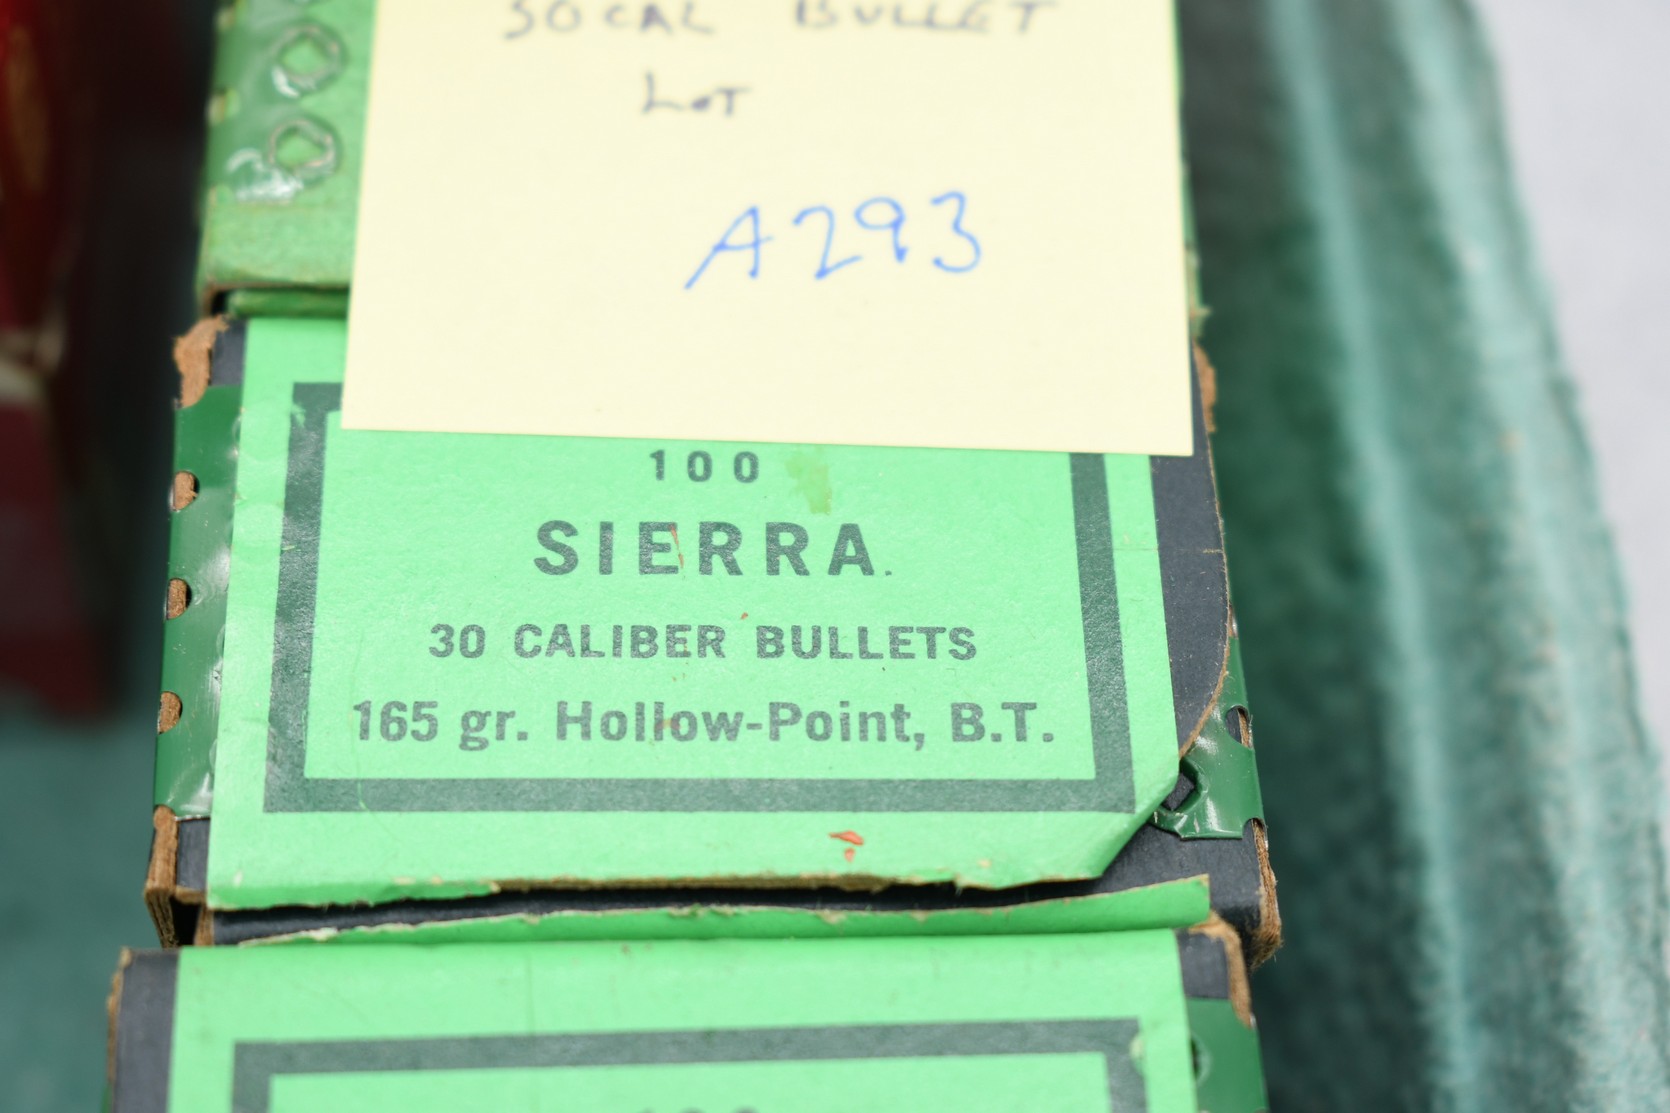 30 CAL BULLET
LOT
A293
100
SIERRA.
30 CALIBER BULLETS
165 gr. Hollow-Point, B.T.